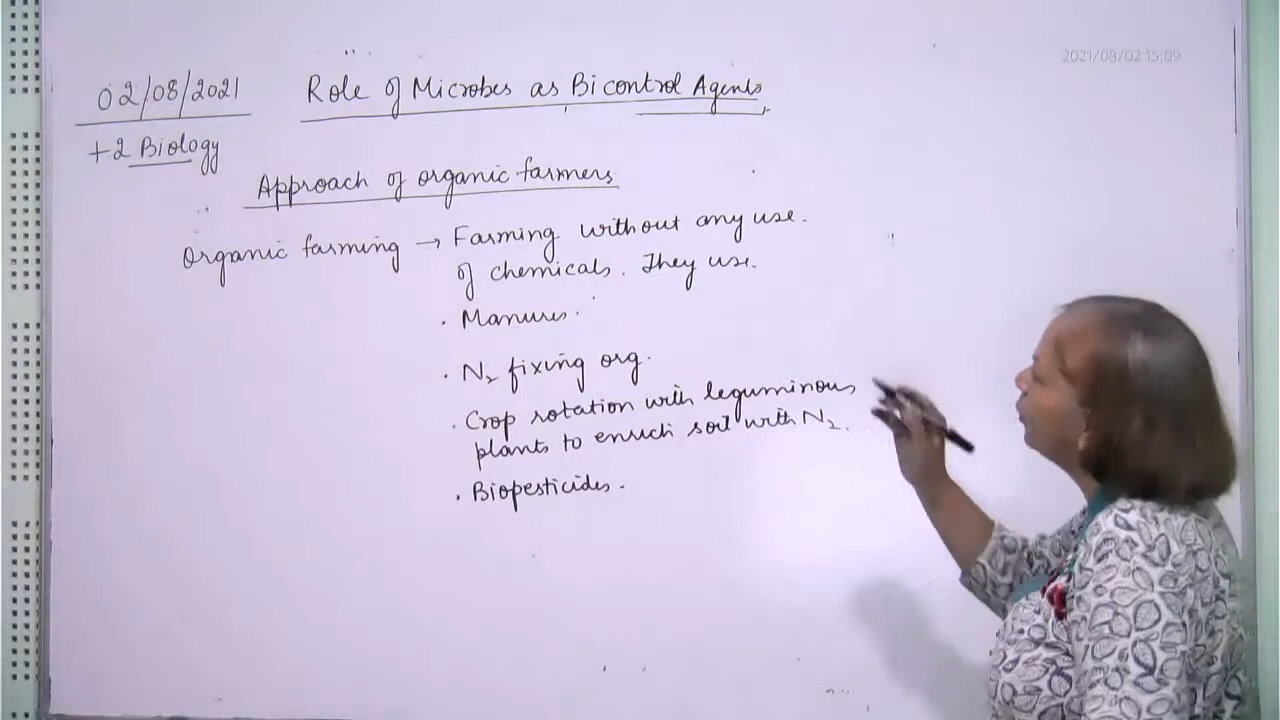 2021/08/02 15:09
02/08/2021 Role of Microbes as Bicontrol Agents
+2 Biology
Approach of organic farmers
Organic farming → Farming without any use.
of chemicals. They use.
. Manures.
. N₂ fixing org.
. Crop rotation with leguminous
plants to enrich soil with N₂.
. Biopesticides.